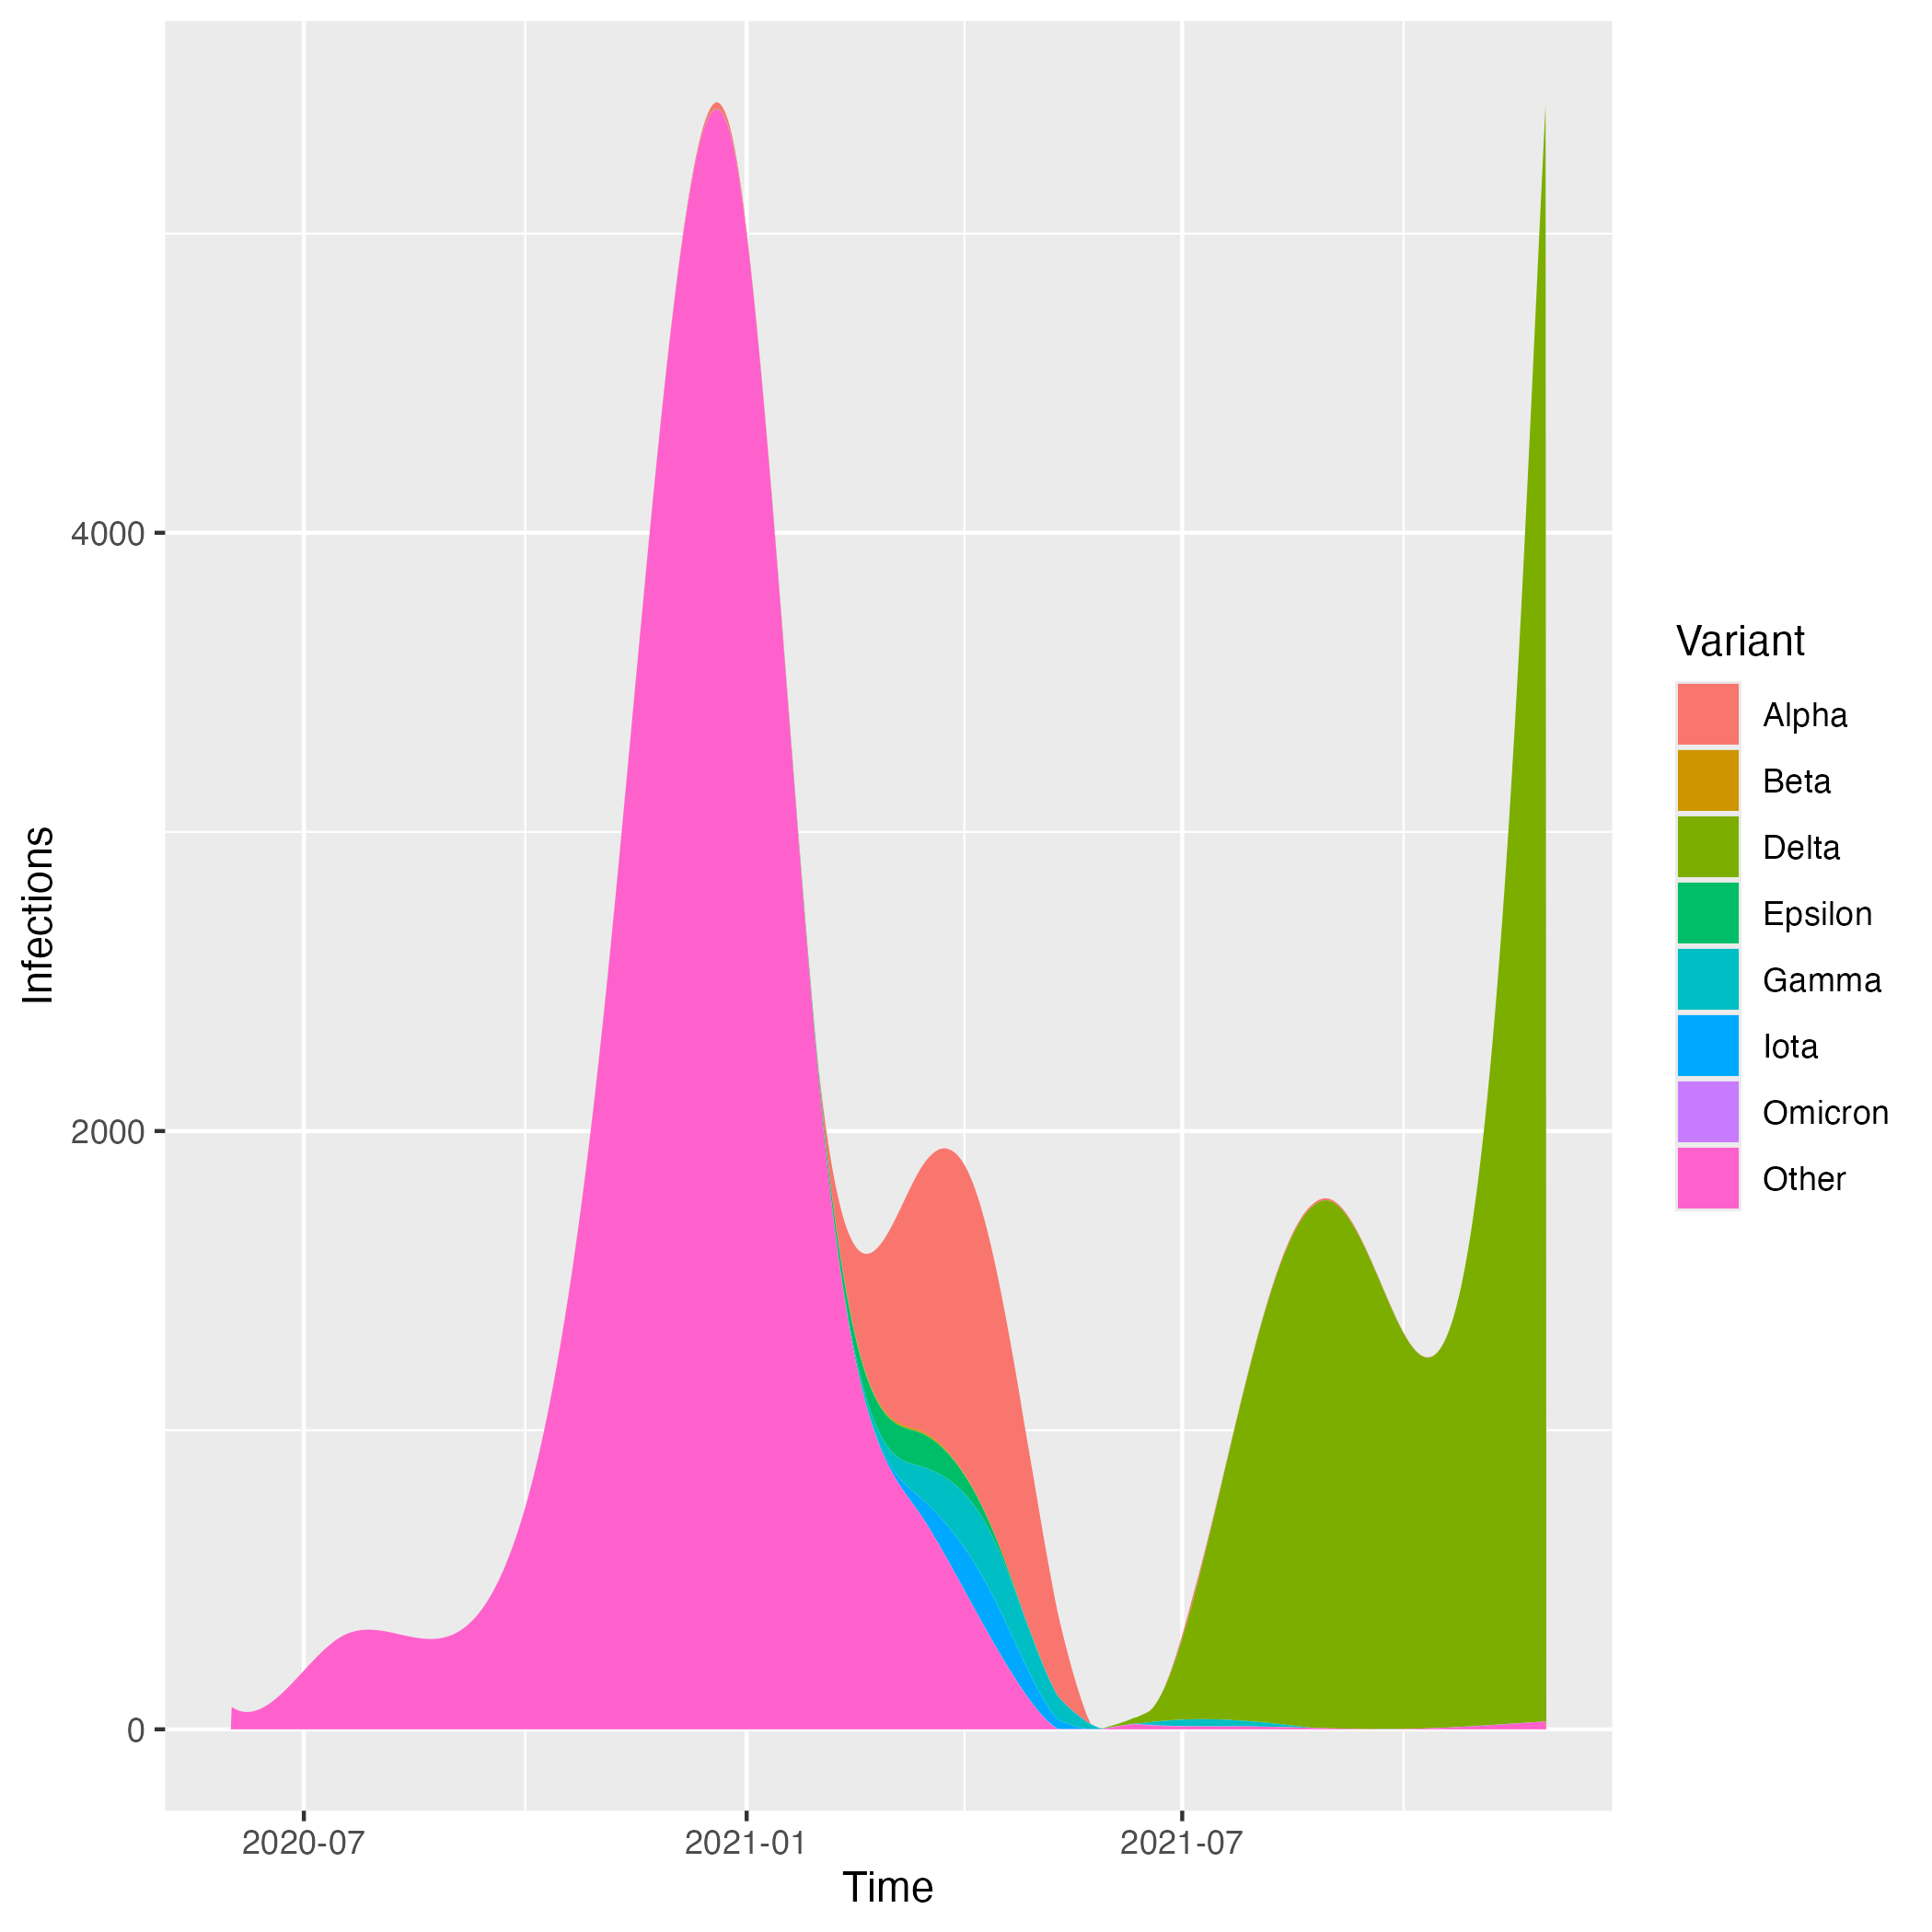 Infections
4000
2000
0
2020-07
2021-01
2021-07
Time
Variant
Alpha
Beta
Delta
Epsilon
Gamma
Iota
Omicron
Other